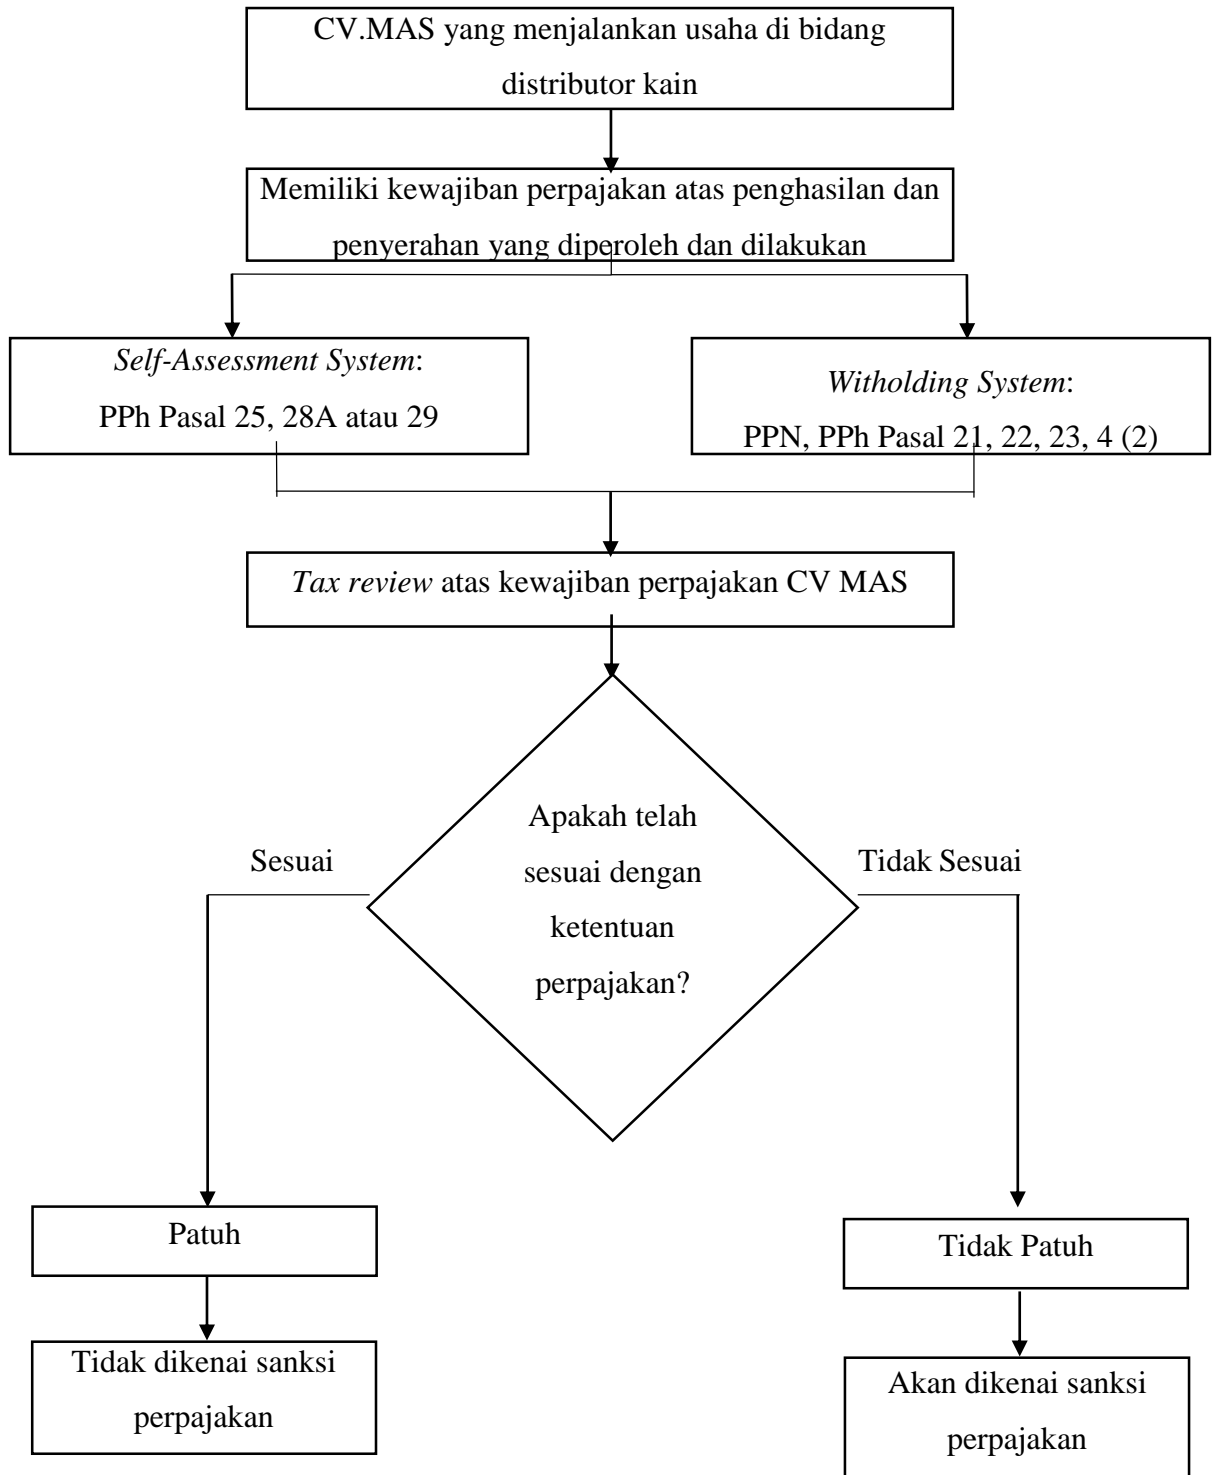 CV.MAS yang menjalankan usaha di bidang
distributor kain
Memiliki kewajiban perpajakan atas penghasilan dan
penyerahan yang diperoleh dan dilakukan
Self-Assessment System:
PPh Pasal 25, 28A atau 29
Witholding System:
PPN, PPh Pasal 21, 22, 23, 4 (2)
Tax review atas kewajiban perpajakan CV MAS
Apakah telah
sesuai dengan
ketentuan
perpajakan?
Sesuai
Tidak Sesuai
Patuh
Tidak Patuh
Tidak dikenai sanksi
perpajakan
Akan dikenai sanksi
perpajakan